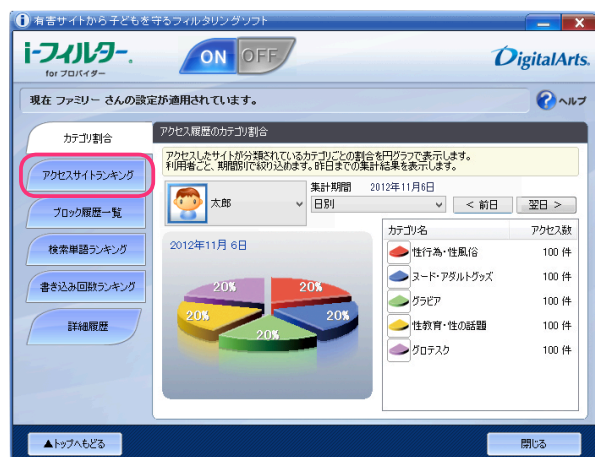 有害サイトから子どもを守るフィルタリングソフト
i-フィルター.
for プロバイダー
ON OFF
DigitalArts.
現在 ファミリー さんの設定が適用されています。
ヘルプ
カテゴリ割合
アクセスサイトランキング
ブロック履歴一覧
検索単語ランキング
書き込み回数ランキング
詳細履歴
アクセス履歴のカテゴリ割合
アクセスしたサイトが分類されているカテゴリごとの割合を円グラフで表示します。
利用者ごと、期間別で絞り込めます。昨日までの集計結果を表示します。
太郎
集計期間 2012年11月6日
日別
< 前日
翌日 >
2012年11月 6日
20%
20%
20%
20%
20%
カテゴリ名 アクセス数
性行為・性風俗 100 件
ヌード・アダルトグッズ 100 件
グラビア 100 件
性教育・性の話題 100 件
グロテスク 100 件
▲トップへもどる
閉じる